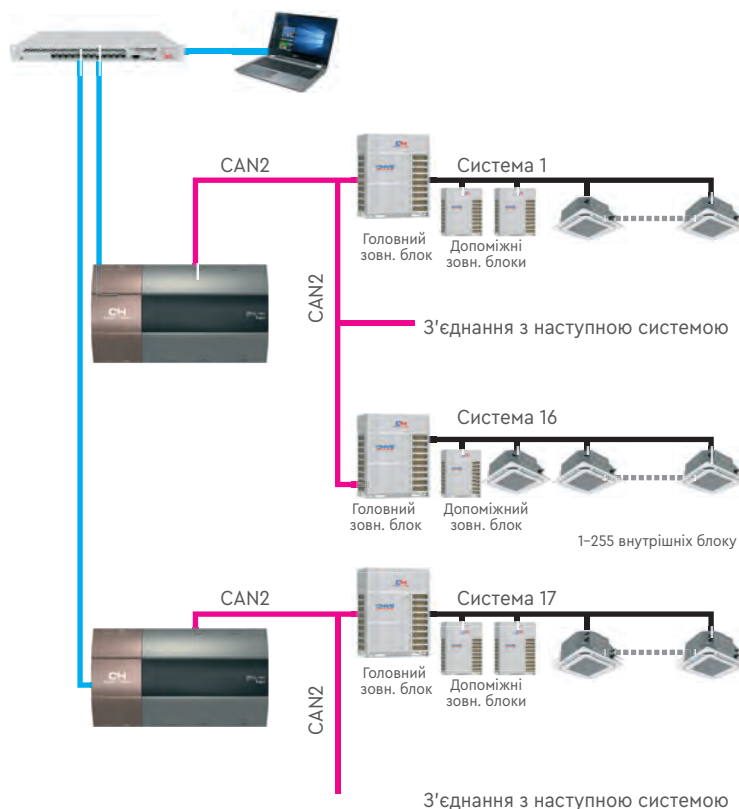 CAN2
Система 1
Головний
зовн. блок
Допоміжні
зовн. блоки
CAN2
З'єднання з наступною системою
Система 16
Головний
зовн. блок
Допоміжний
зовн. блок
1–255 внутрішніх блоку
CAN2
Система 17
Головний
зовн. блок
Допоміжні
зовн. блоки
CAN2
З'єднання з наступною системою
CH
CH